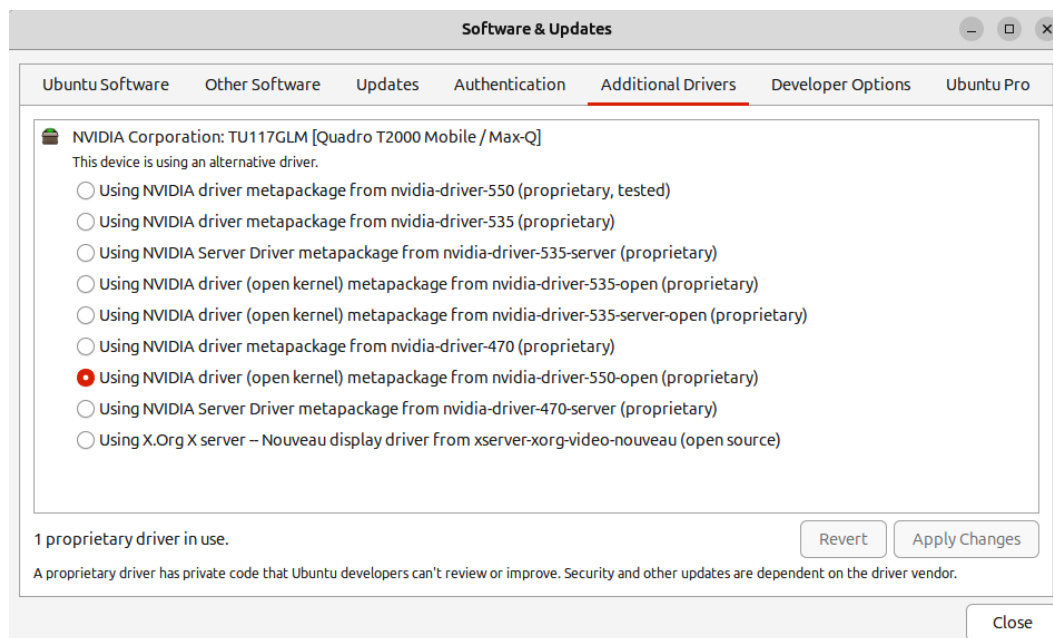 Software & Updates
Ubuntu Software Other Software Updates Authentication Additional Drivers Developer Options Ubuntu Pro
NVIDIA Corporation: TU117GLM [Quadro T2000 Mobile / Max-Q]
This device is using an alternative driver.
Using NVIDIA driver metapackage from nvidia-driver-550 (proprietary, tested)
Using NVIDIA driver metapackage from nvidia-driver-535 (proprietary)
Using NVIDIA Server Driver metapackage from nvidia-driver-535-server (proprietary)
Using NVIDIA driver (open kernel) metapackage from nvidia-driver-535-open (proprietary)
Using NVIDIA driver (open kernel) metapackage from nvidia-driver-535-server-open (proprietary)
Using NVIDIA driver metapackage from nvidia-driver-470 (proprietary)
Using NVIDIA driver (open kernel) metapackage from nvidia-driver-550-open (proprietary)
Using NVIDIA Server Driver metapackage from nvidia-driver-470-server (proprietary)
Using X.Org X server -- Nouveau display driver from xserver-xorg-video-nouveau (open source)
1 proprietary driver in use.
Revert Apply Changes
A proprietary driver has private code that Ubuntu developers can't review or improve. Security and other updates are dependent on the driver vendor.
Close